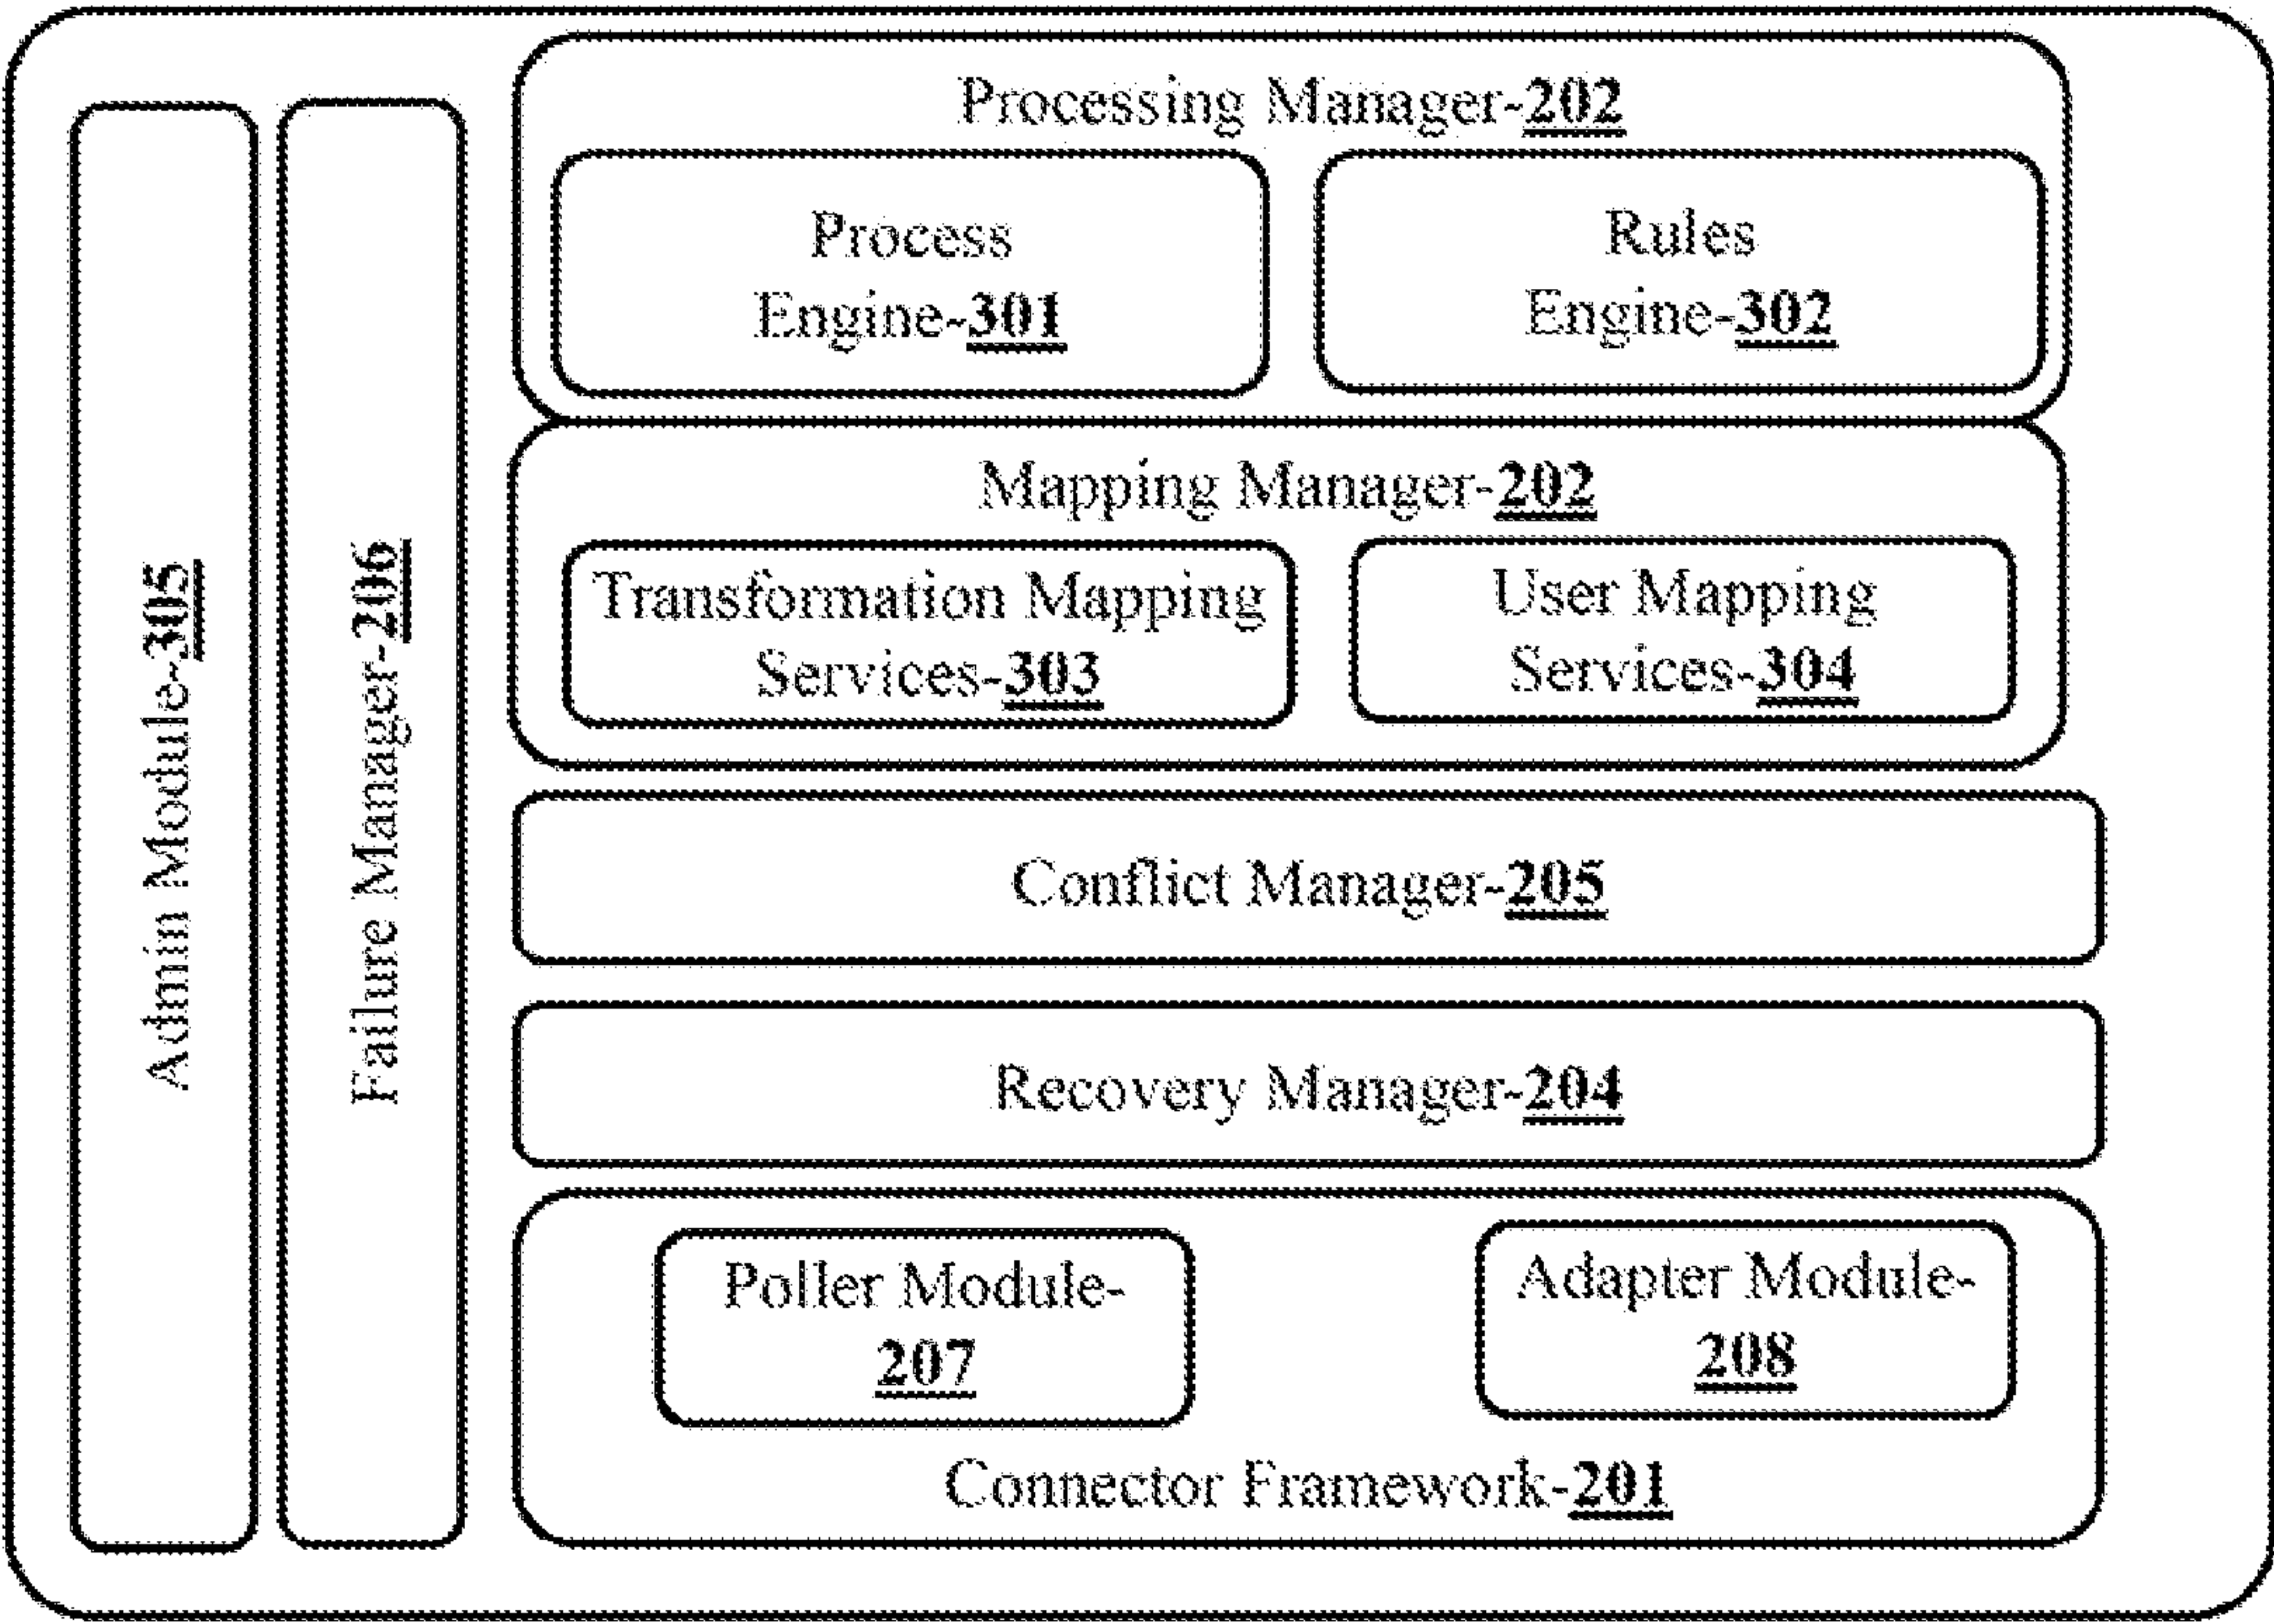 Admin Module-305
Failure Manager-206
Processing Manager-202
Process
Engine-301
Rules
Engine-302
Mapping Manager-202
Transformation Mapping
Services-303
User Mapping
Services-304
Conflict Manager-205
Recovery Manager-204
Poller Module-
207
Adapter Module-
208
Connector Framework-201